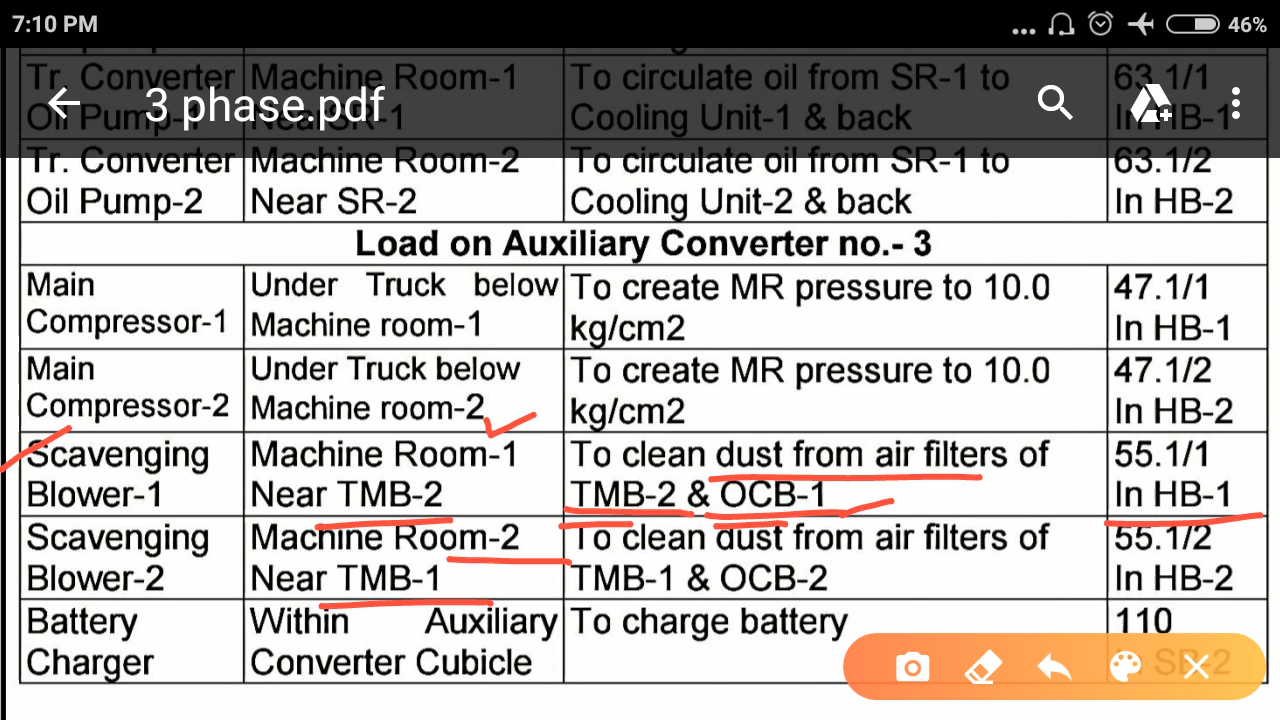 7:10 PM
46%
3 phase.pdf
Tr. Converter Machine Room-1 To circulate oil from SR-1 to 63.1/1
Oil Pump-1 Near SR-1 Cooling Unit-1 & back In HB-1
Tr. Converter Machine Room-2 To circulate oil from SR-1 to 63.1/2
Oil Pump-2 Near SR-2 Cooling Unit-2 & back In HB-2
Load on Auxiliary Converter no.- 3
Main Under Truck below To create MR pressure to 10.0 47.1/1
Compressor-1 Machine room-1 kg/cm2 In HB-1
Main Under Truck below To create MR pressure to 10.0 47.1/2
Compressor-2 Machine room-2 kg/cm2 In HB-2
Scavenging Machine Room-1 To clean dust from air filters of 55.1/1
Blower-1 Near TMB-2 TMB-2 & OCB-1 In HB-1
Scavenging Machine Room-2 To clean dust from air filters of 55.1/2
Blower-2 Near TMB-1 TMB-1 & OCB-2 In HB-2
Battery Within Auxiliary To charge battery 110
Charger Converter Cubicle In SB-2